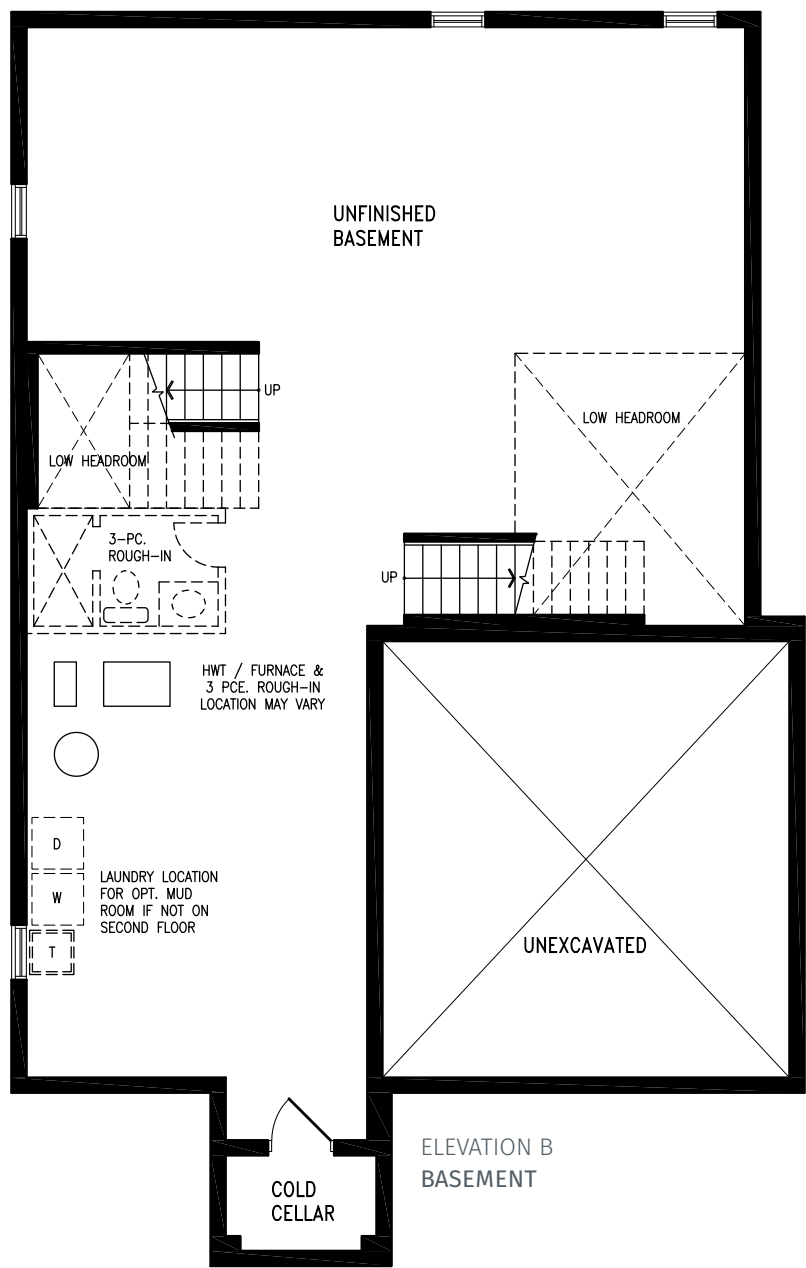 UNFINISHED
BASEMENT
UP
LOW HEADROOM
LOW HEADROOM
3-PC.
ROUGH-IN
UP
HWT / FURNACE &
3 PCE. ROUGH-IN
LOCATION MAY VARY
D
W
T
LAUNDRY LOCATION
FOR OPT. MUD
ROOM IF NOT ON
SECOND FLOOR
UNEXCAVATED
ELEVATION B
BASEMENT
COLD
CELLAR